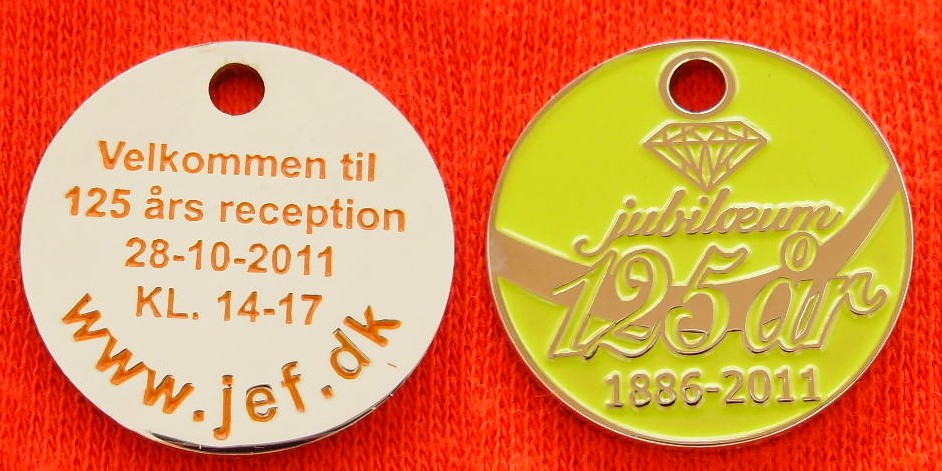 Velkommen til
125 års reception
28-10-2011
KL. 14-17
www.jef.dk
jubilæum
125 år
1886-2011